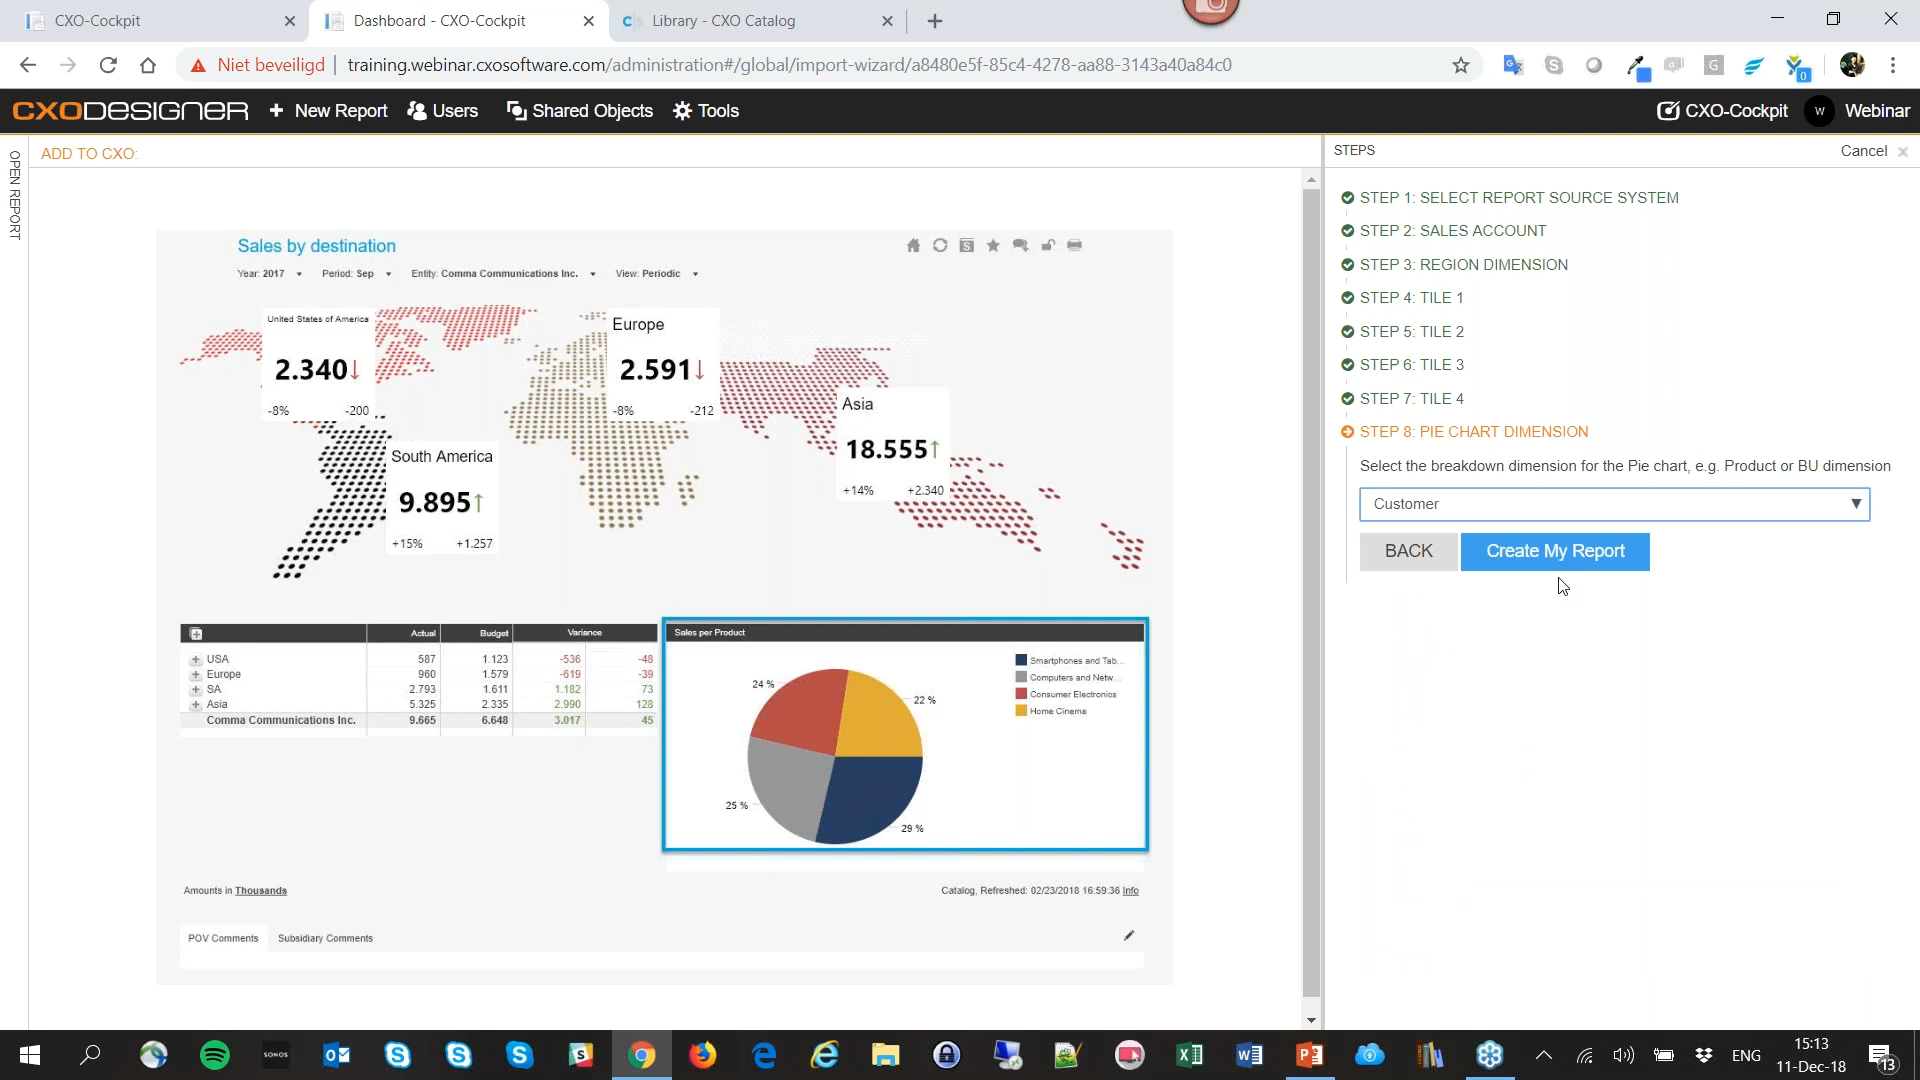 CXO-Cockpit
Dashboard - CXO-Cockpit
Library - CXO Catalog
Niet beveiligd
training.webinar.cxosoftware.com/administration#/global/import-wizard/a8480e5f-85c4-4278-aa88-3143a40a84c0
CXODESIGNER
New Report
Users
Shared Objects
Tools
CXO-Cockpit
W
Webinar
OPEN REPORT
ADD TO CXO:
Sales by destination
Year: 2017
Period: Sep
Entity: Comma Communications Inc.
View: Periodic
United States of America
2.340↓
-8% -200
Europe
2.591↓
-8% -212
Asia
18.555↑
+14% +2.340
South America
9.895↑
+15% +1.257
Actual Budget Variance
USA 587 1.123 -536 -48
Europe 960 1.579 -619 -39
SA 2.793 1.611 1.182 73
Asia 5.325 2.335 2.990 128
Comma Communications Inc. 9.665 6.648 3.017 45
Sales per Product
24 %
22 %
25 %
29 %
Smartphones and Tab...
Computers and Netw...
Consumer Electronics
Home Cinema
Amounts in Thousands
Catalog, Refreshed: 02/23/2018 16:59:36 Info
POV Comments
Subsidiary Comments
STEPS
Cancel
STEP 1: SELECT REPORT SOURCE SYSTEM
STEP 2: SALES ACCOUNT
STEP 3: REGION DIMENSION
STEP 4: TILE 1
STEP 5: TILE 2
STEP 6: TILE 3
STEP 7: TILE 4
STEP 8: PIE CHART DIMENSION
Select the breakdown dimension for the Pie chart, e.g. Product or BU dimension
Customer
BACK
Create My Report
SONOS
ENG
15:13
11-Dec-18
13